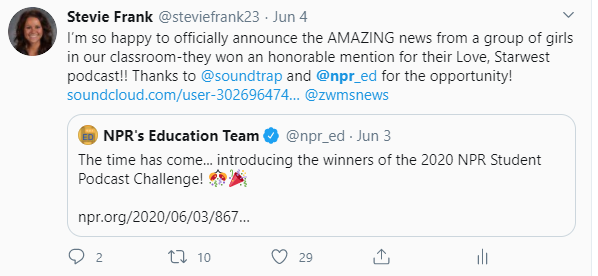 Stevie Frank @steviefrank23 · Jun 4
I'm so happy to officially announce the AMAZING news from a group of girls
in our classroom-they won an honorable mention for their Love, Starwest
podcast!! Thanks to @soundtrap and @npr_ed for the opportunity!
soundcloud.com/user-302696474... @zwmsnews
ED NPR's Education Team @npr_ed · Jun 3
The time has come... introducing the winners of the 2020 NPR Student
Podcast Challenge! 🎊🎉
npr.org/2020/06/03/867...
2 10 29